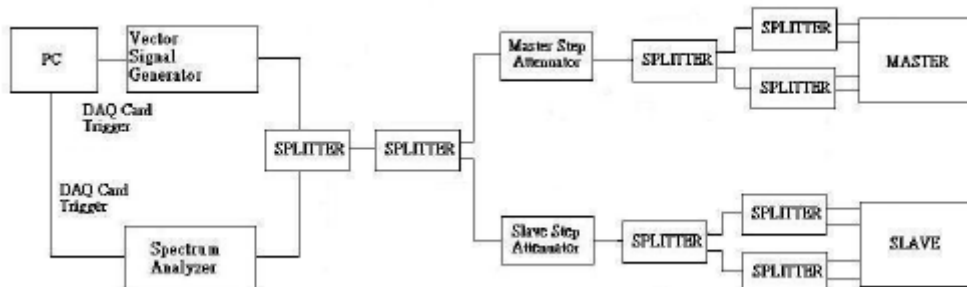 PC
Vector
Signal
Generator
DAQ Card
Trigger
DAQ Card
Trigger
Spectrum
Analyzer
SPLITTER
SPLITTER
Master Step
Attenuator
SPLITTER
SPLITTER
SPLITTER
MASTER
Slave Step
Attenuator
SPLITTER
SPLITTER
SPLITTER
SLAVE